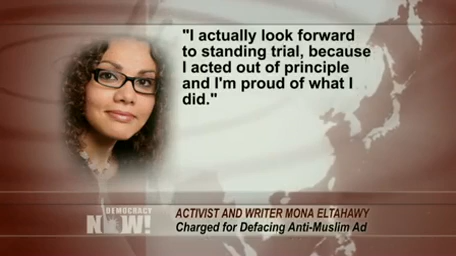 "I actually look forward
to standing trial, because
I acted out of principle
and I'm proud of what I
did."
DEMOCRACY
NOW!
ACTIVIST AND WRITER MONA ELTAHAWY
Charged for Defacing Anti-Muslim Ad